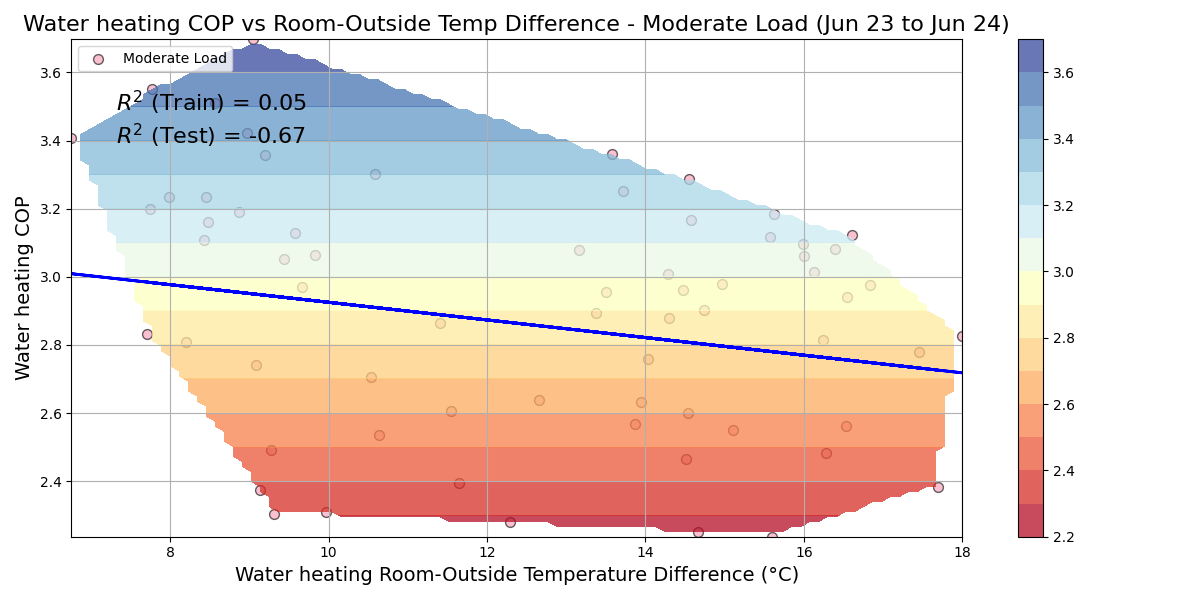 Water heating COP vs Room-Outside Temp Difference - Moderate Load (Jun 23 to Jun 24)
Moderate Load
R² (Train) = 0.05
R² (Test) = -0.67
Water heating COP
3.6
3.4
3.2
3.0
2.8
2.6
2.4
8 10 12 14 16 18
Water heating Room-Outside Temperature Difference (°C)
3.6
3.4
3.2
3.0
2.8
2.6
2.4
2.2